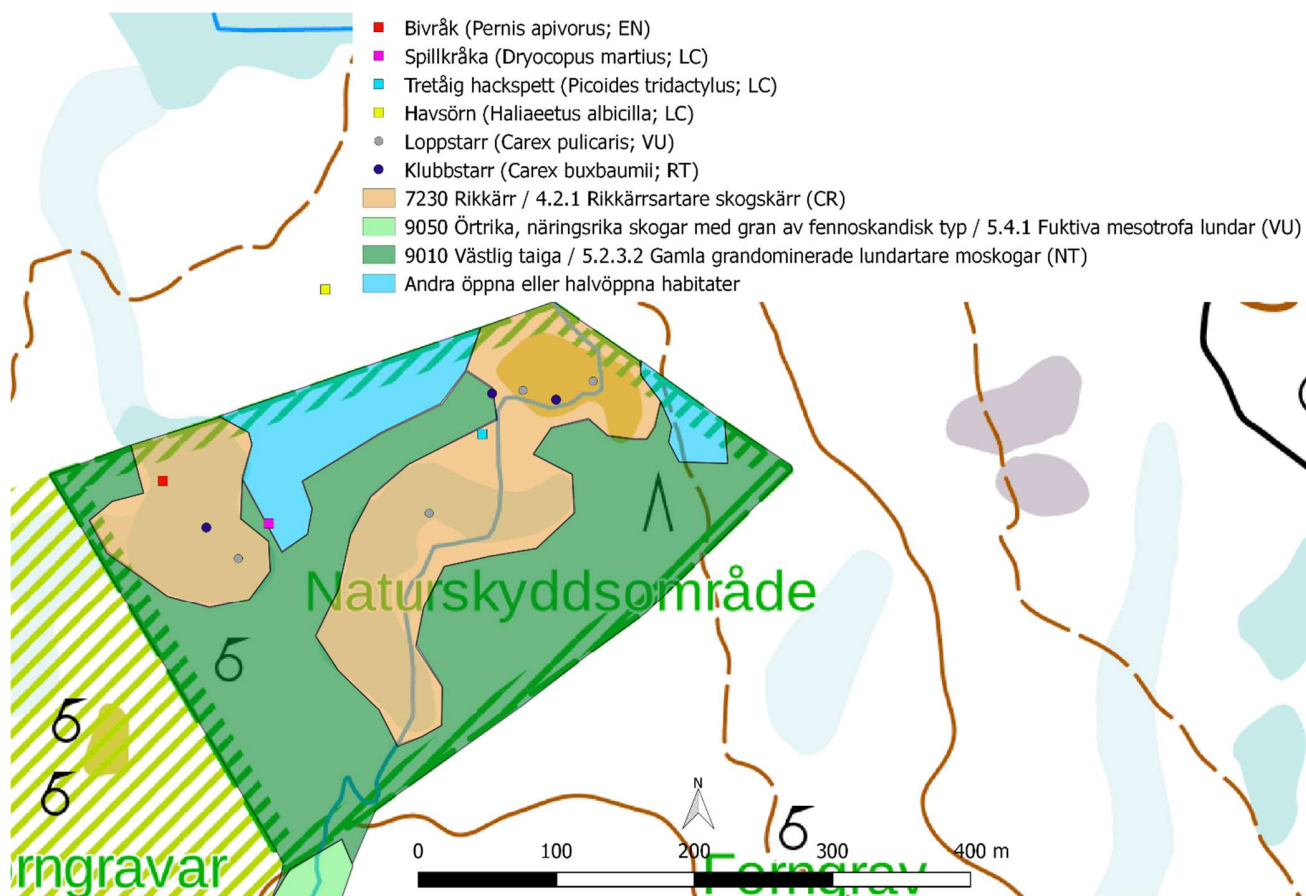 Bivråk (Pernis apivorus; EN)
Spillkråka (Dryocopus martius; LC)
Tretåig hackspett (Picoides tridactylus; LC)
Havsörn (Haliaeetus albicilla; LC)
Loppstarr (Carex pulicaris; VU)
Klubbstarr (Carex buxbaumii; RT)
7230 Rikkärr / 4.2.1 Rikkärrsartare skogskärr (CR)
9050 Örtrika, näringsrika skogar med gran av fennoskandisk typ / 5.4.1 Fuktiva mesotrofa lundar (VU)
9010 Västlig taiga / 5.2.3.2 Gamla grandominerade lundartare moskogar (NT)
Andra öppna eller halvöppna habitater
Naturskyddsområde
N
0 100 200 300 400 m
orngravar
Forngrav